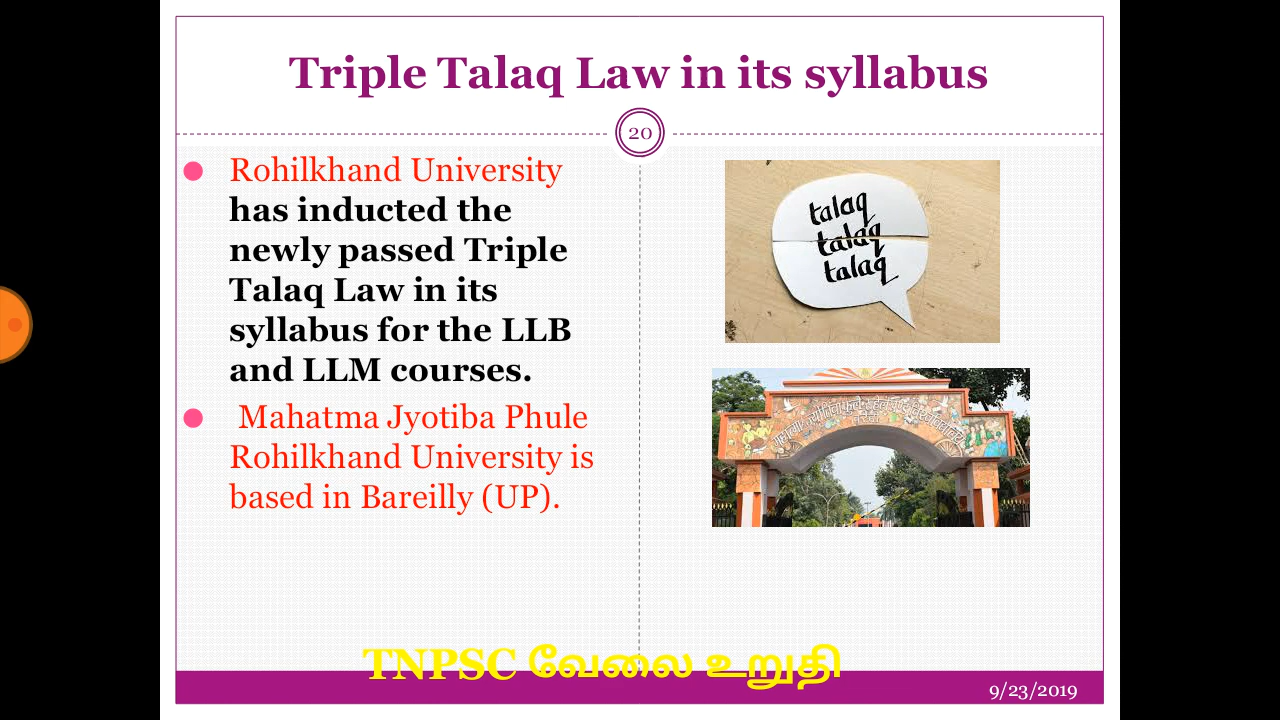 Triple Talaq Law in its syllabus
20
Rohilkhand University
has inducted the
newly passed Triple
Talaq Law in its
syllabus for the LLB
and LLM courses.
Mahatma Jyotiba Phule
Rohilkhand University is
based in Bareilly (UP).
talaq
talaq
talaq
TNPSC வேலை உறுதி
9/23/2019